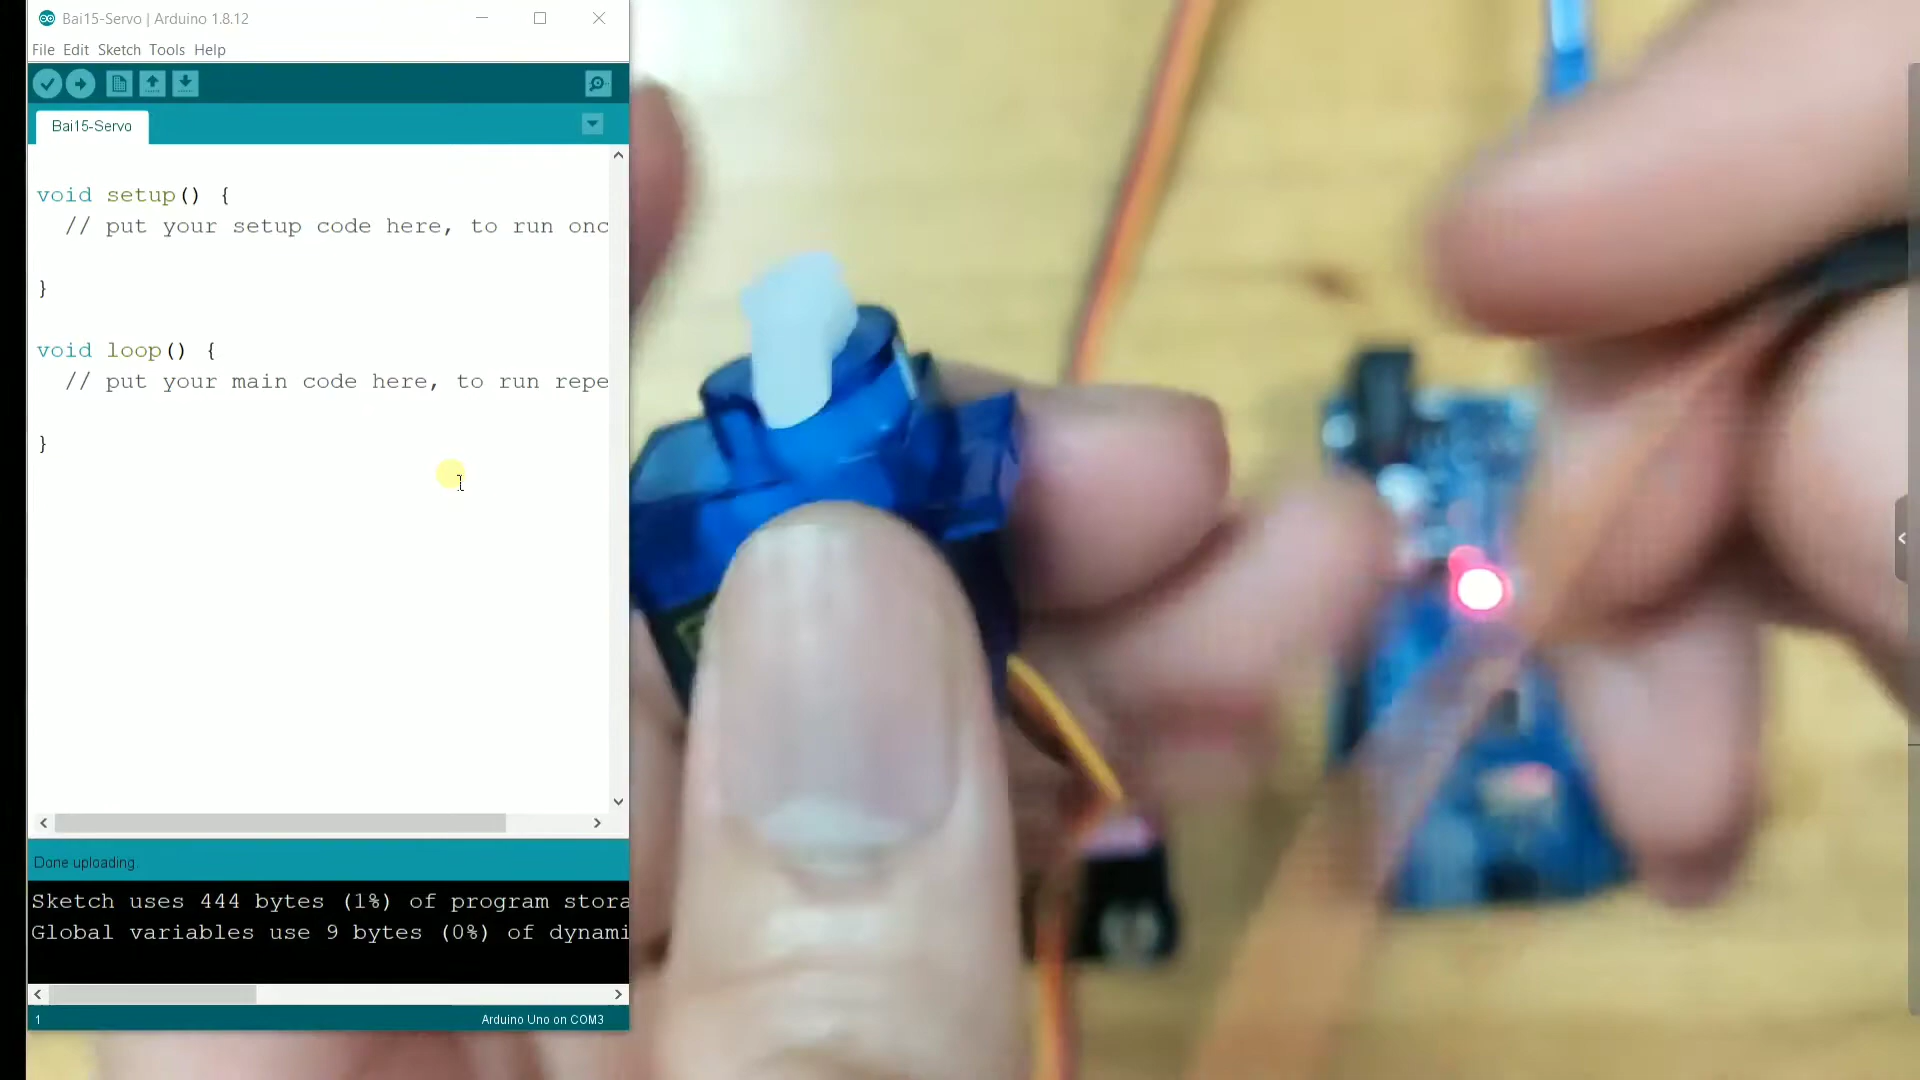 Bai15-Servo | Arduino 1.8.12
File Edit Sketch Tools Help
Bai15-Servo
void setup() {
// put your setup code here, to run onc
}
void loop() {
// put your main code here, to run repe
}
Done uploading.
Sketch uses 444 bytes (1%) of program stora
Global variables use 9 bytes (0%) of dynami
1
Arduino Uno on COM3